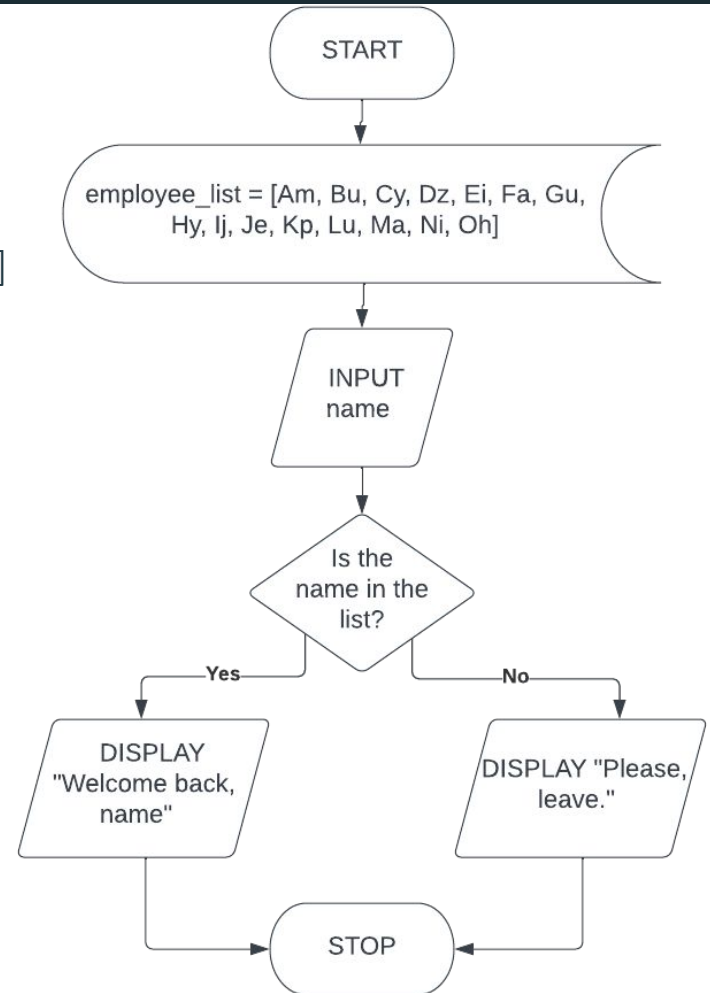 START
employee_list = [Am, Bu, Cy, Dz, Ei, Fa, Gu,
Hy, Ij, Je, Kp, Lu, Ma, Ni, Oh]
]
INPUT
name
Is the
name in the
list?
Yes
No
DISPLAY
"Welcome back,
name"
DISPLAY "Please,
leave."
STOP